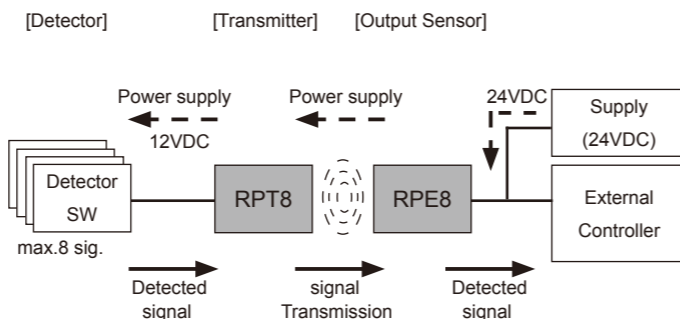 [Detector] [Transmitter] [Output Sensor]
Power supply Power supply 24VDC Supply
12VDC (24VDC)
Detector
SW
RPT8 RPE8 External
Controller
max.8 sig.
Detected
signal
signal
Transmission
Detected
signal